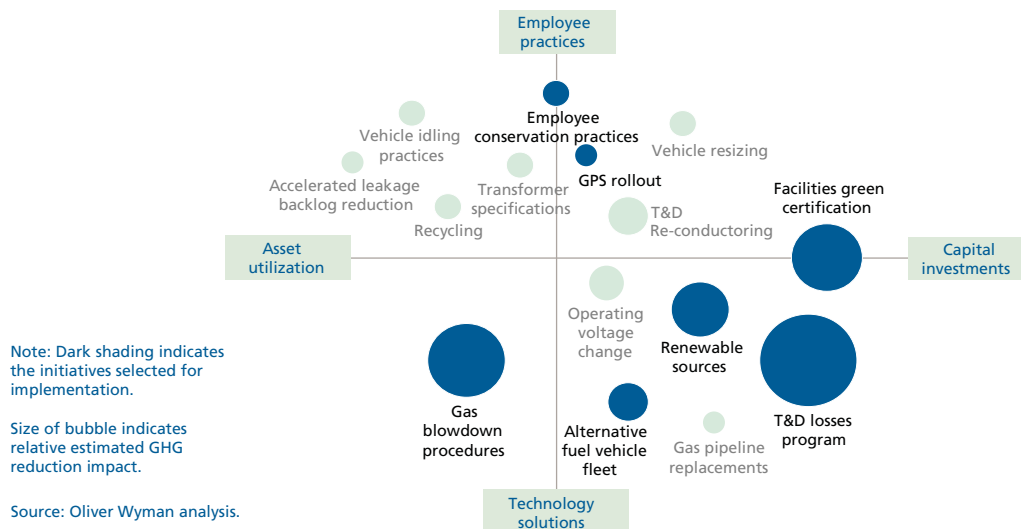 Employee
practices
Employee
conservation practices
Vehicle idling
practices
Vehicle resizing
Accelerated leakage
backlog reduction
Transformer
specifications
GPS rollout
Facilities green
certification
Recycling
T&D
Re-conductoring
Asset
utilization
Capital
investments
Operating
voltage
change
Renewable
sources
Note: Dark shading indicates
the initiatives selected for
implementation.
Size of bubble indicates
relative estimated GHG
reduction impact.
Source: Oliver Wyman analysis.
Gas
blowdown
procedures
Alternative
fuel vehicle
fleet
Gas pipeline
replacements
T&D losses
program
Technology
solutions